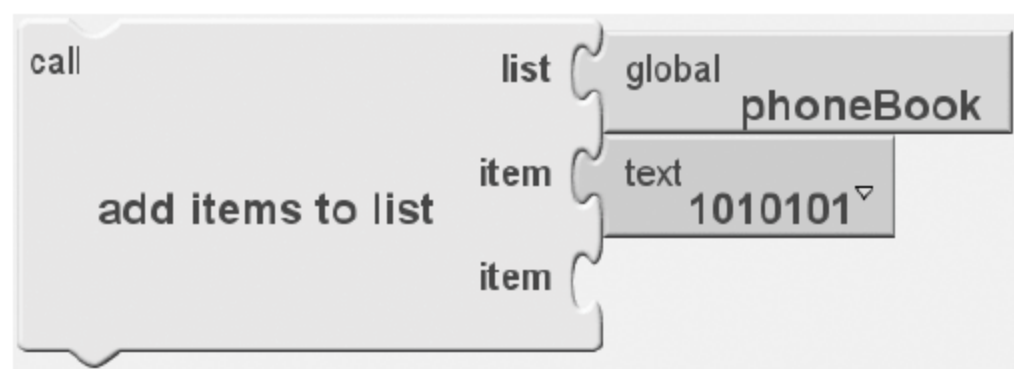 call
list
global
phoneBook
item
text
1010101
add items to list
item